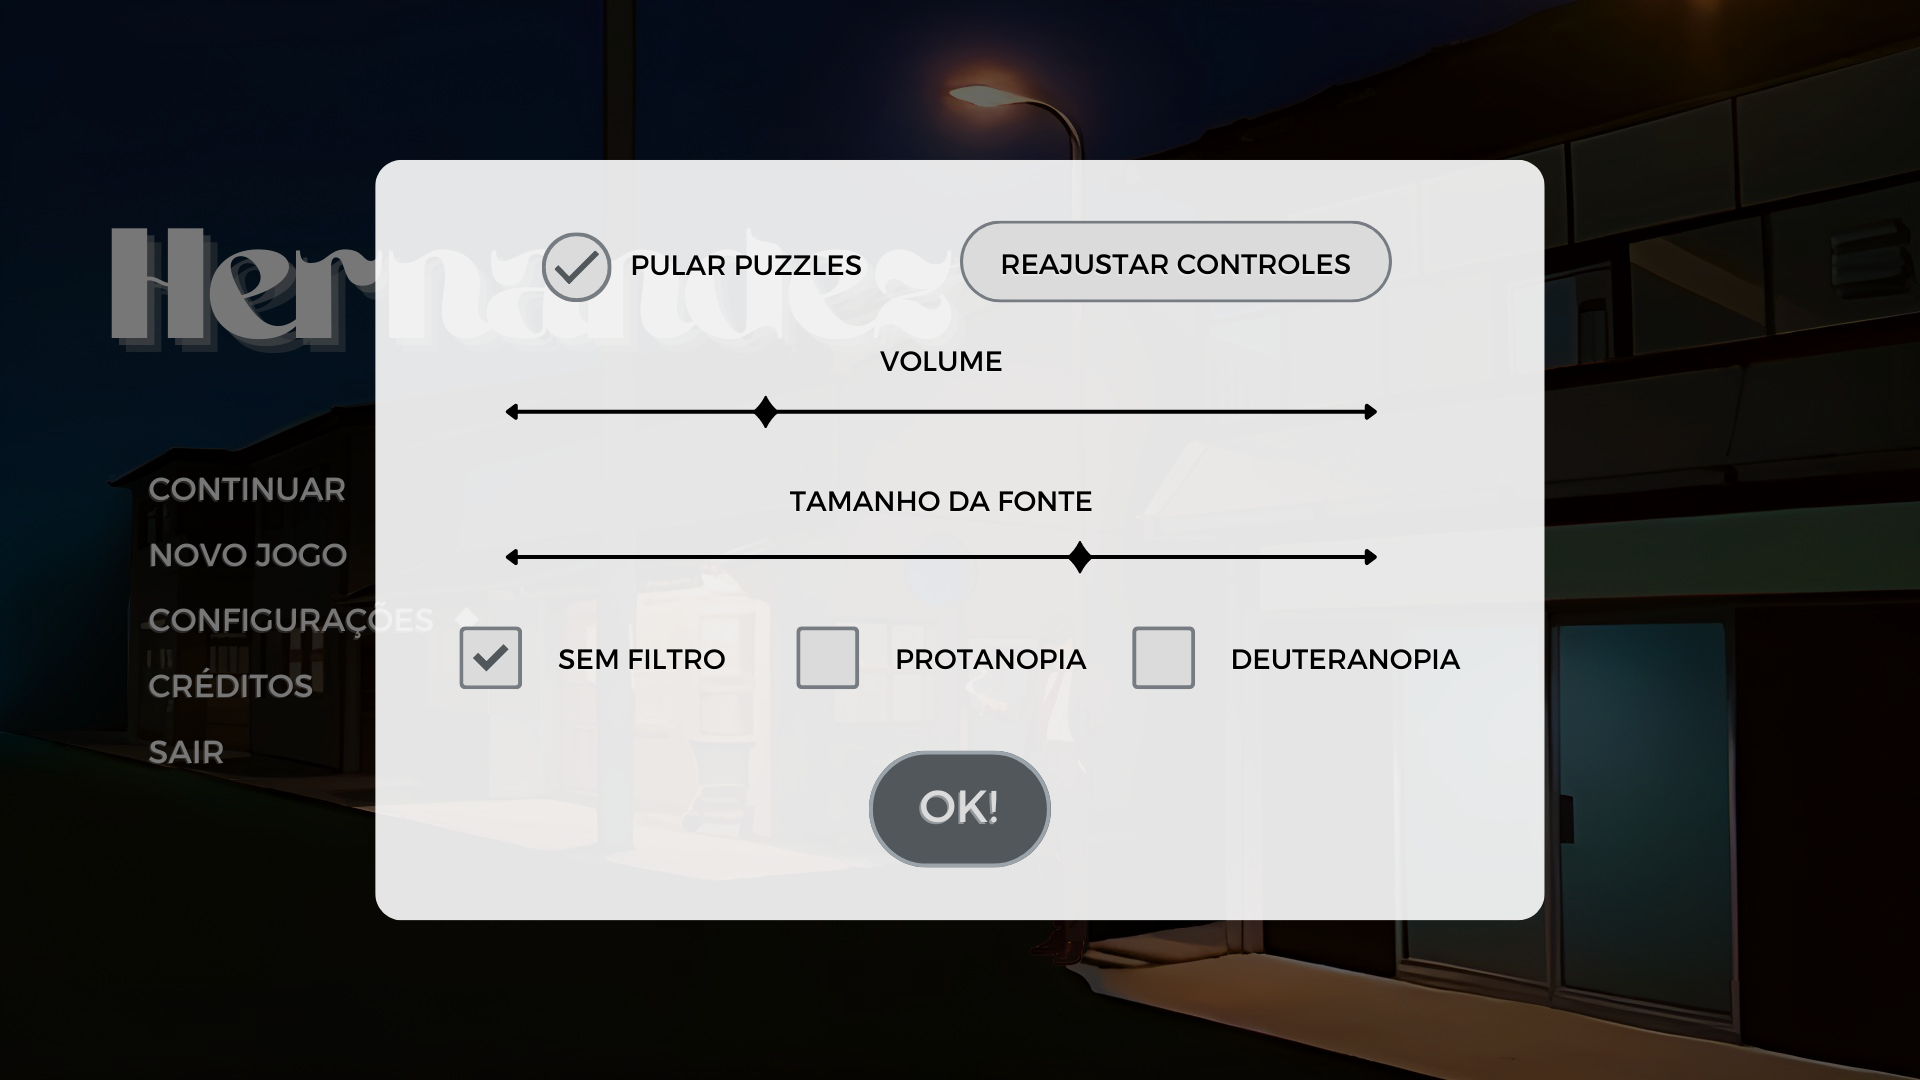 Hernandez
PULAR PUZZLES
REAJUSTAR CONTROLES
VOLUME
TAMANHO DA FONTE
SEM FILTRO
PROTANOPIA
DEUTERANOPIA
OK!
CONTINUAR
NOVO JOGO
CONFIGURAÇÕES
CRÉDITOS
SAIR